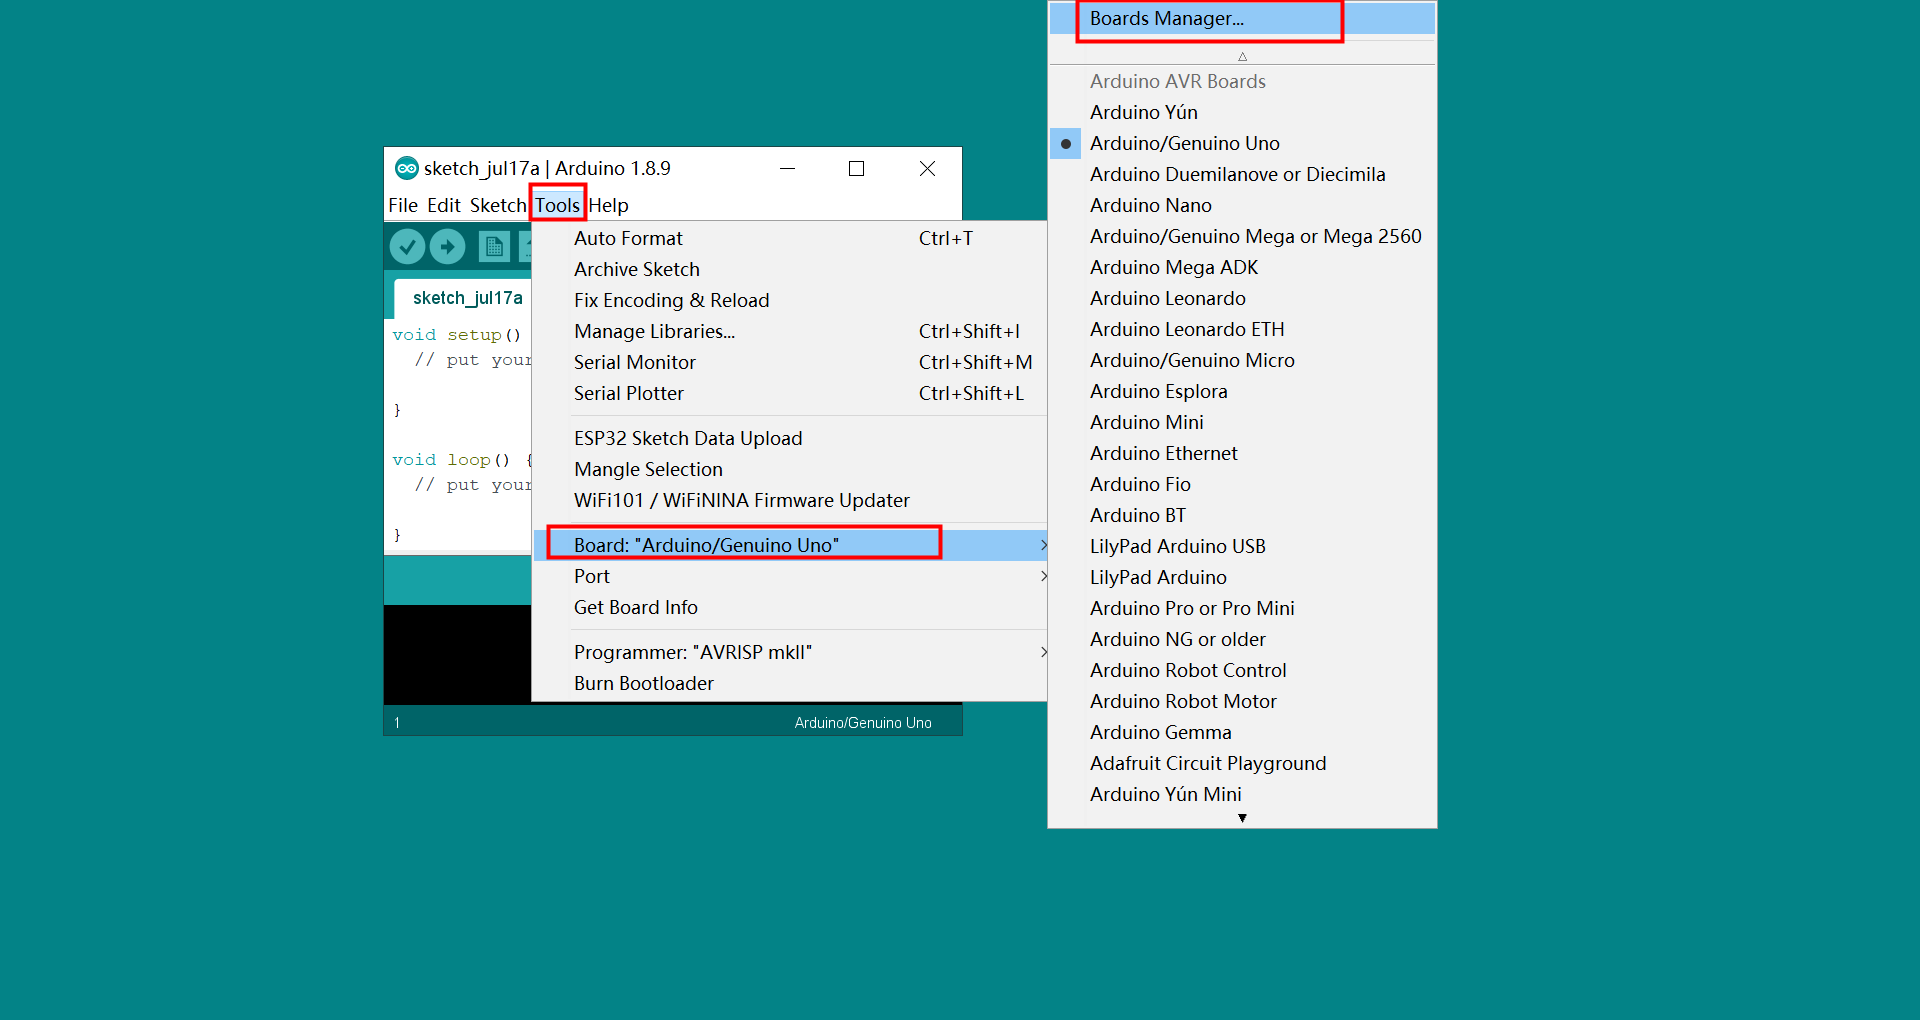 sketch_jul17a | Arduino 1.8.9
File Edit Sketch Tools Help
sketch_jul17a
void setup()
// put your
}
void loop() {
// put your
}
1
Arduino/Genuino Uno
Auto Format Ctrl+T
Archive Sketch
Fix Encoding & Reload
Manage Libraries... Ctrl+Shift+I
Serial Monitor Ctrl+Shift+M
Serial Plotter Ctrl+Shift+L
ESP32 Sketch Data Upload
Mangle Selection
WiFi101 / WiFiNINA Firmware Updater
Board: "Arduino/Genuino Uno"
Port
Get Board Info
Programmer: "AVRISP mkII"
Burn Bootloader
Boards Manager...
Arduino AVR Boards
Arduino Yún
Arduino/Genuino Uno
Arduino Duemilanove or Diecimila
Arduino Nano
Arduino/Genuino Mega or Mega 2560
Arduino Mega ADK
Arduino Leonardo
Arduino Leonardo ETH
Arduino/Genuino Micro
Arduino Esplora
Arduino Mini
Arduino Ethernet
Arduino Fio
Arduino BT
LilyPad Arduino USB
LilyPad Arduino
Arduino Pro or Pro Mini
Arduino NG or older
Arduino Robot Control
Arduino Robot Motor
Arduino Gemma
Adafruit Circuit Playground
Arduino Yún Mini